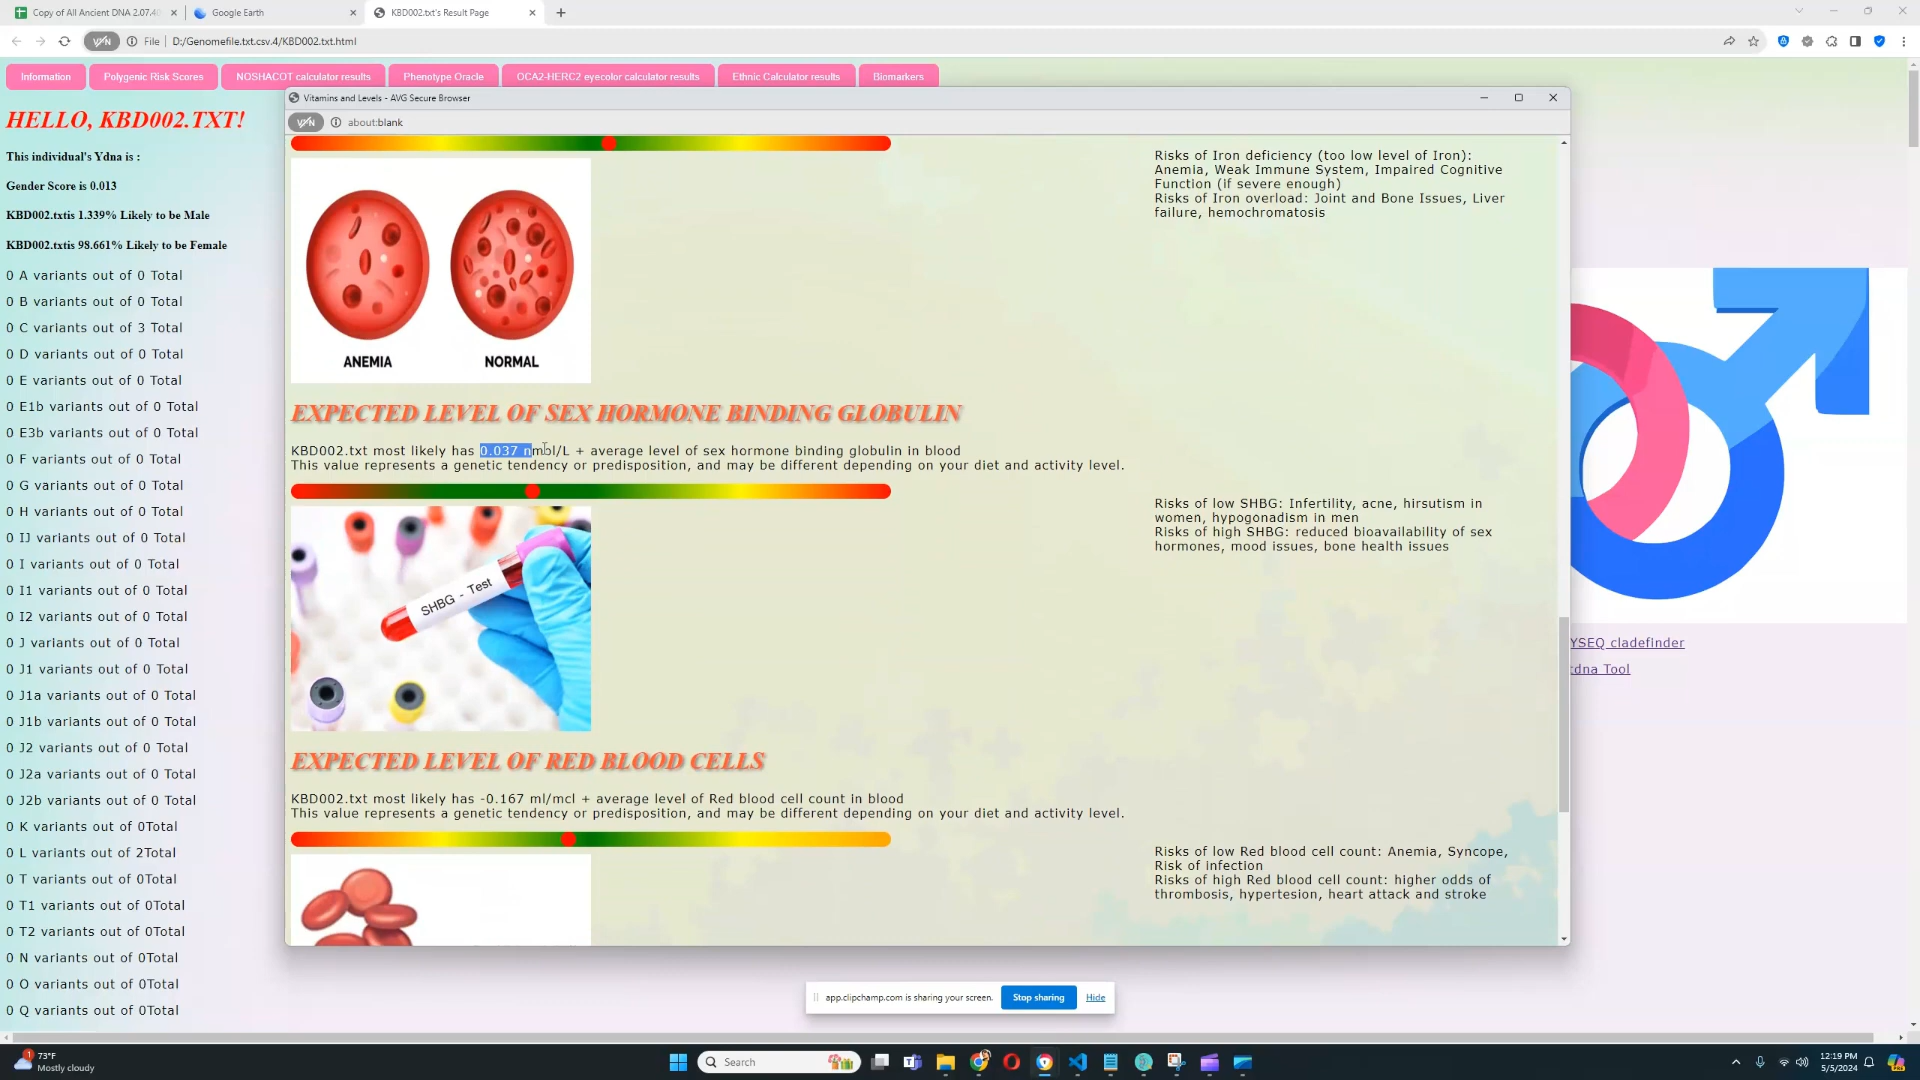 Copy of All Ancient DNA 2.07.4
Google Earth
KBD002.txt's Result Page
VPN
File
D:/Genomefile.txt.csv.4/KBD002.txt.html
Information
Polygenic Risk Scores
NOSHACOT calculator results
Phenotype Oracle
OCA2-HERC2 eyecolor calculator results
Ethnic Calculator results
Biomarkers
HELLO, KBD002.TXT!
This individual's Ydna is :
Gender Score is 0.013
KBD002.txtis 1.339% Likely to be Male
KBD002.txtis 98.661% Likely to be Female
0 A variants out of 0 Total
0 B variants out of 0 Total
0 C variants out of 3 Total
0 D variants out of 0 Total
0 E variants out of 0 Total
0 E1b variants out of 0 Total
0 E3b variants out of 0 Total
0 F variants out of 0 Total
0 G variants out of 0 Total
0 H variants out of 0 Total
0 IJ variants out of 0 Total
0 I variants out of 0 Total
0 I1 variants out of 0 Total
0 I2 variants out of 0 Total
0 J variants out of 0 Total
0 J1 variants out of 0 Total
0 J1a variants out of 0 Total
0 J1b variants out of 0 Total
0 J2 variants out of 0 Total
0 J2a variants out of 0 Total
0 J2b variants out of 0 Total
0 K variants out of 0Total
0 L variants out of 2Total
0 T variants out of 0Total
0 T1 variants out of 0Total
0 T2 variants out of 0Total
0 N variants out of 0Total
0 O variants out of 0Total
0 Q variants out of 0Total
Vitamins and Levels - AVG Secure Browser
VPN
about:blank
Risks of Iron deficiency (too low level of Iron):
Anemia, Weak Immune System, Impaired Cognitive
Function (if severe enough)
Risks of Iron overload: Joint and Bone Issues, Liver
failure, hemochromatosis
ANEMIA
NORMAL
EXPECTED LEVEL OF SEX HORMONE BINDING GLOBULIN
KBD002.txt most likely has 0.037 nmol/L + average level of sex hormone binding globulin in blood
This value represents a genetic tendency or predisposition, and may be different depending on your diet and activity level.
Risks of low SHBG: Infertility, acne, hirsutism in
women, hypogonadism in men
Risks of high SHBG: reduced bioavailability of sex
hormones, mood issues, bone health issues
SHBG - Test
EXPECTED LEVEL OF RED BLOOD CELLS
KBD002.txt most likely has -0.167 ml/mcl + average level of Red blood cell count in blood
This value represents a genetic tendency or predisposition, and may be different depending on your diet and activity level.
Risks of low Red blood cell count: Anemia, Syncope,
Risk of infection
Risks of high Red blood cell count: higher odds of
thrombosis, hypertesion, heart attack and stroke
YSEQ cladefinder
tdna Tool
app.clipchamp.com is sharing your screen.
Stop sharing
Hide
1
73°F
Mostly cloudy
Search
12:19 PM
5/5/2024